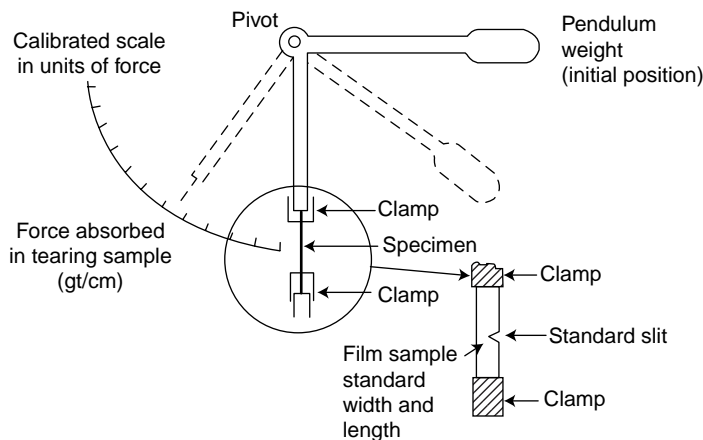 Calibrated scale
in units of force
Pivot
Pendulum
weight
(initial position)
Force absorbed
in tearing sample
(gt/cm)
Clamp
Specimen
Clamp
Clamp
Standard slit
Film sample
standard
width and
length
Clamp